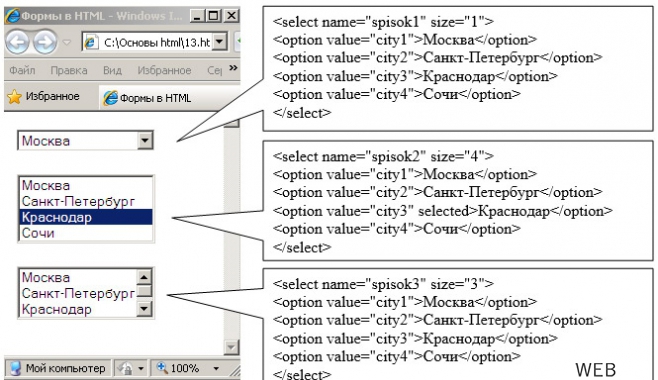 Формы в HTML - Windows I...
C:\Основы html\13.ht
Файл Правка Вид Избранное Сер »
Избранное Формы в HTML
Москва
Москва
Санкт-Петербург
Краснодар
Сочи
Москва
Санкт-Петербург
Краснодар
Мой компьютер 100%
<select name="spisok1" size="1">
<option value="city1">Москва</option>
<option value="city2">Санкт-Петербург</option>
<option value="city3">Краснодар</option>
<option value="city4">Сочи</option>
</select>
<select name="spisok2" size="4">
<option value="city1">Москва</option>
<option value="city2">Санкт-Петербург</option>
<option value="city3" selected>Краснодар</option>
<option value="city4">Сочи</option>
</select>
<select name="spisok3" size="3">
<option value="city1">Москва</option>
<option value="city2">Санкт-Петербург</option>
<option value="city3">Краснодар</option>
<option value="city4">Сочи</option>
</select>
WEB